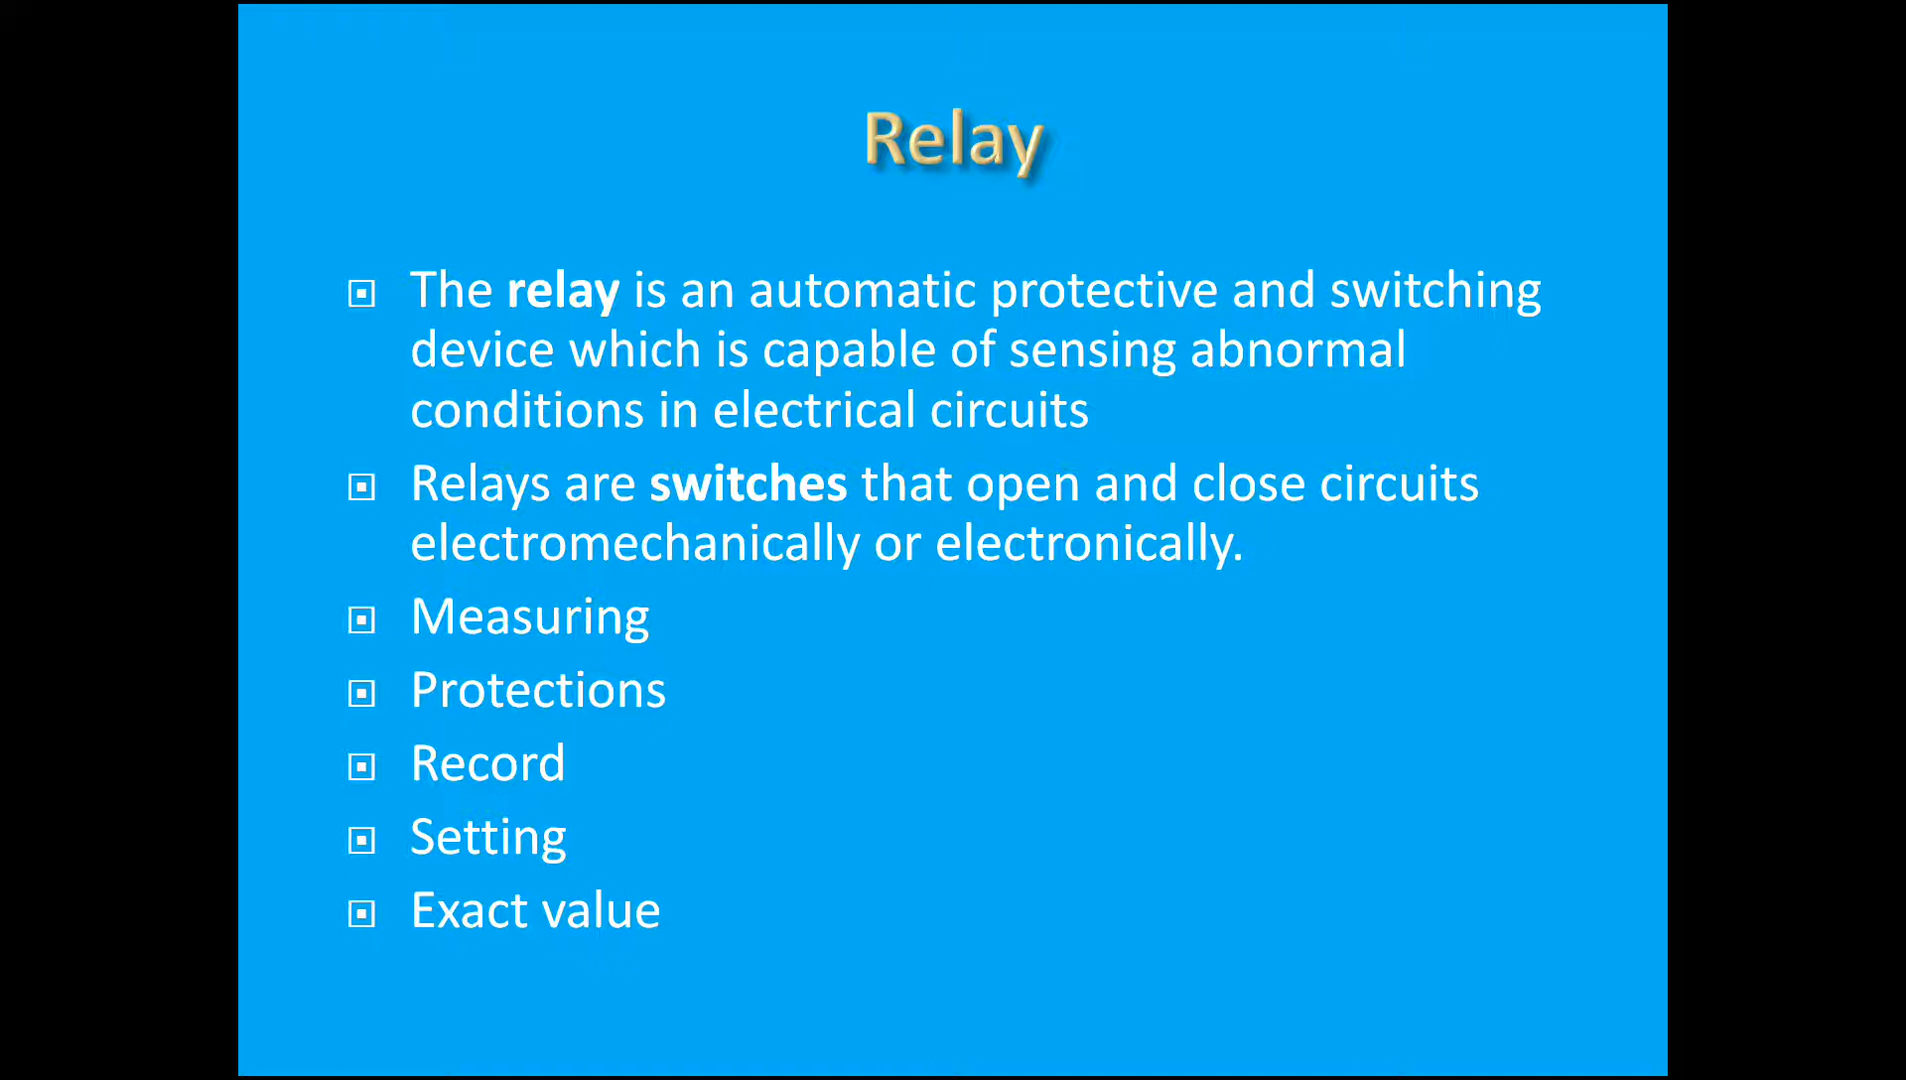 Relay
The relay is an automatic protective and switching
device which is capable of sensing abnormal
conditions in electrical circuits
Relays are switches that open and close circuits
electromechanically or electronically.
Measuring
Protections
Record
Setting
Exact value